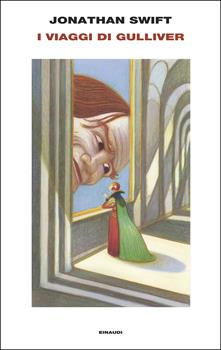 JONATHAN SWIFT
I VIAGGI DI GULLIVER
EINAUDI